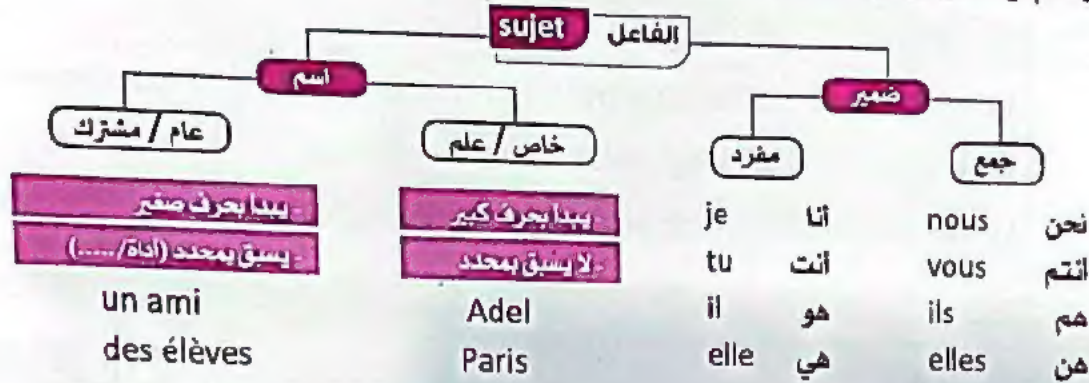 الفاعل sujet
اسم
ضمير
عام / مشترك
خاص / علم
مفرد
جمع
- يبدأ بحرف صغير
- يبدأ بحرف كبير
- يسبق بمحدد (أداة/.....)
- لا يسبق بمحدد
un ami
des élèves
Adel
Paris
je أنا
tu أنت
il هو
elle هي
nous نحن
vous انتم
ils هم
elles هن